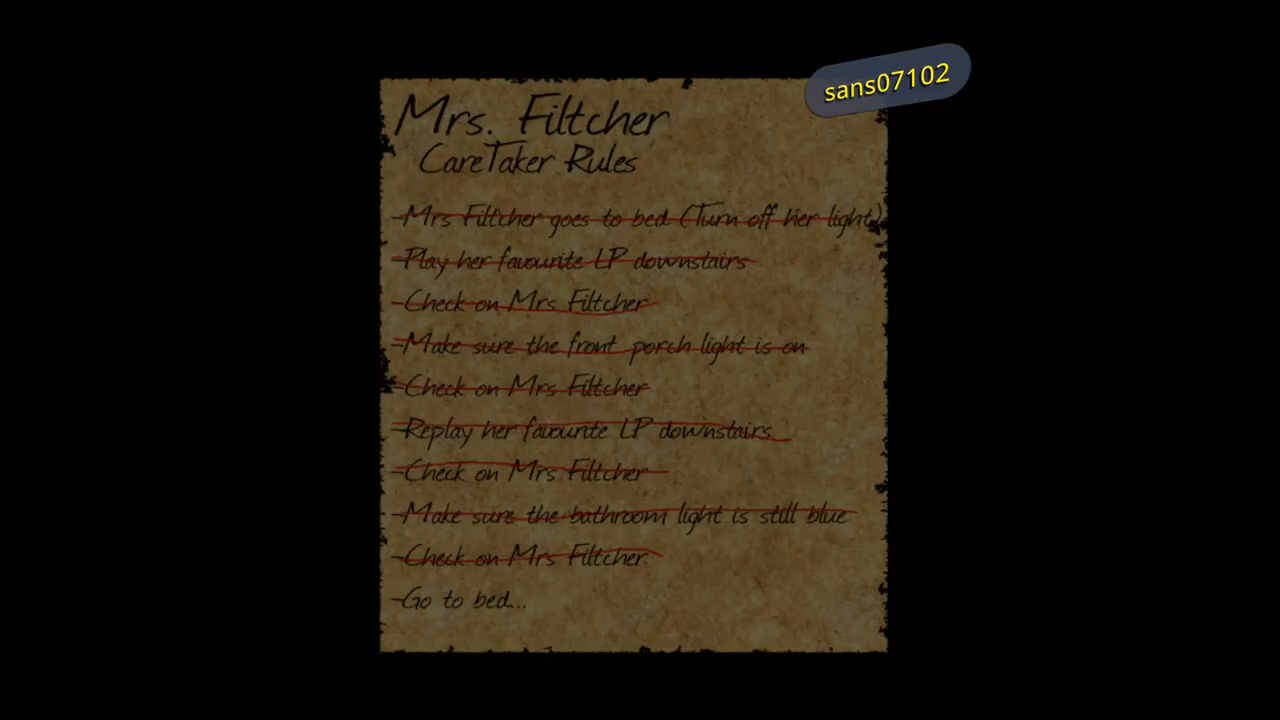 sans07102
Mrs. Filtcher
CareTaker Rules
-Mrs Filtcher goes to bed (Turn off her light)
-Play her favourite LP downstairs
-Check on Mrs Filtcher
-Make sure the front porch light is on
-Check on Mrs Filtcher
-Replay her favourite LP downstairs
-Check on Mrs Filtcher
-Make sure the bathroom light is still blue
-Check on Mrs Filtcher
-Go to bed...